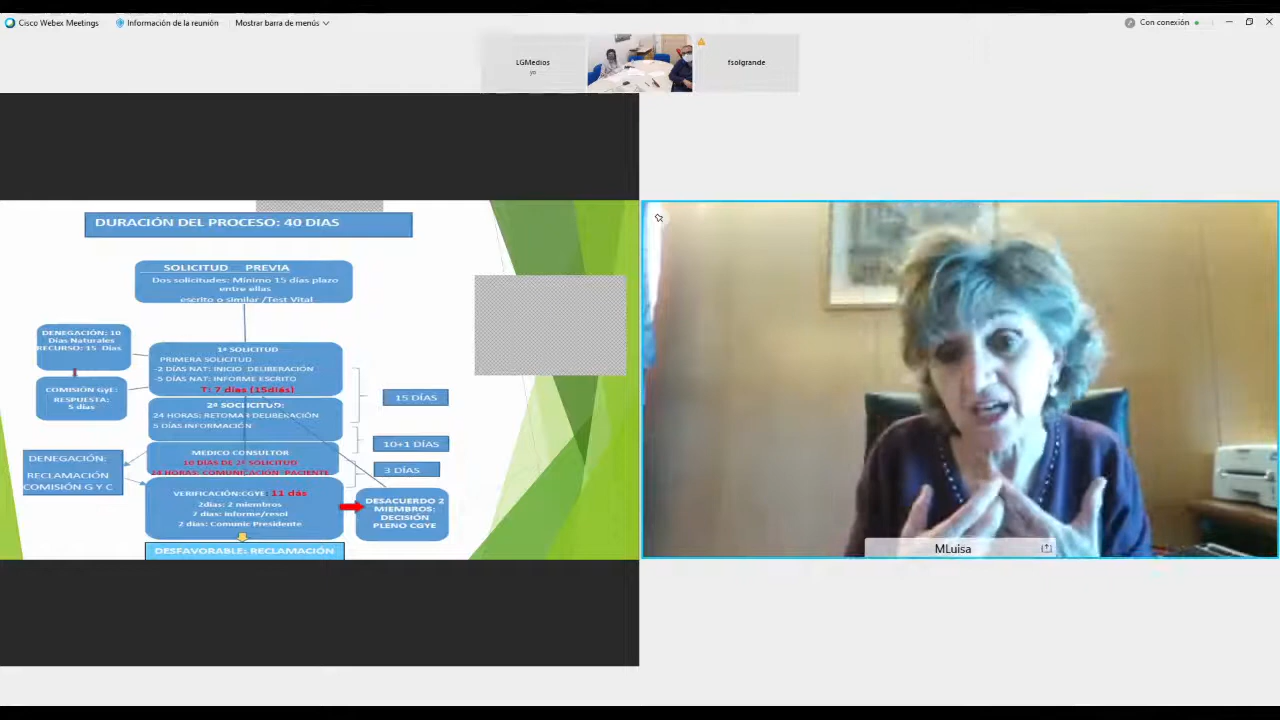 Cisco Webex Meetings
Información de la reunión
Mostrar barra de menús
Con conexión
LGMedios
yo
fsolgrande
DURACIÓN DEL PROCESO: 40 DIAS
SOLICITUD PREVIA
Dos solicitudes: Mínimo 15 días plazo
entre ellas
escrito o similar /Test Vital
DENEGACIÓN: 10
Días Naturales
RECURSO: 15 Días
COMISIÓN GyE:
RESPUESTA:
5 días
1ª SOLICITUD
PRIMERA SOLICITUD
-2 DÍAS NAT: INICIO DELIBERACIÓN
-5 DÍAS NAT: INFORME ESCRITO
T: 7 días (15días)
15 DÍAS
2ª SOLICITUD:
24 HORAS: RETOMA DELIBERACIÓN
5 DÍAS INFORMACIÓN
10+1 DÍAS
DENEGACIÓN:
RECLAMACIÓN
COMISIÓN G Y C
MEDICO CONSULTOR
10 DÍAS DE 2ª SOLICITUD
24 HORAS: COMUNICACIÓN PACIENTE
3 DÍAS
VERIFICACIÓN:CGYE: 11 dás
2días: 2 miembros
7 días: informe/resol
2 días: Comunic Presidente
DESACUERDO 2
MIEMBROS:
DECISIÓN
PLENO CGYE
DESFAVORABLE: RECLAMACIÓN
MLuisa